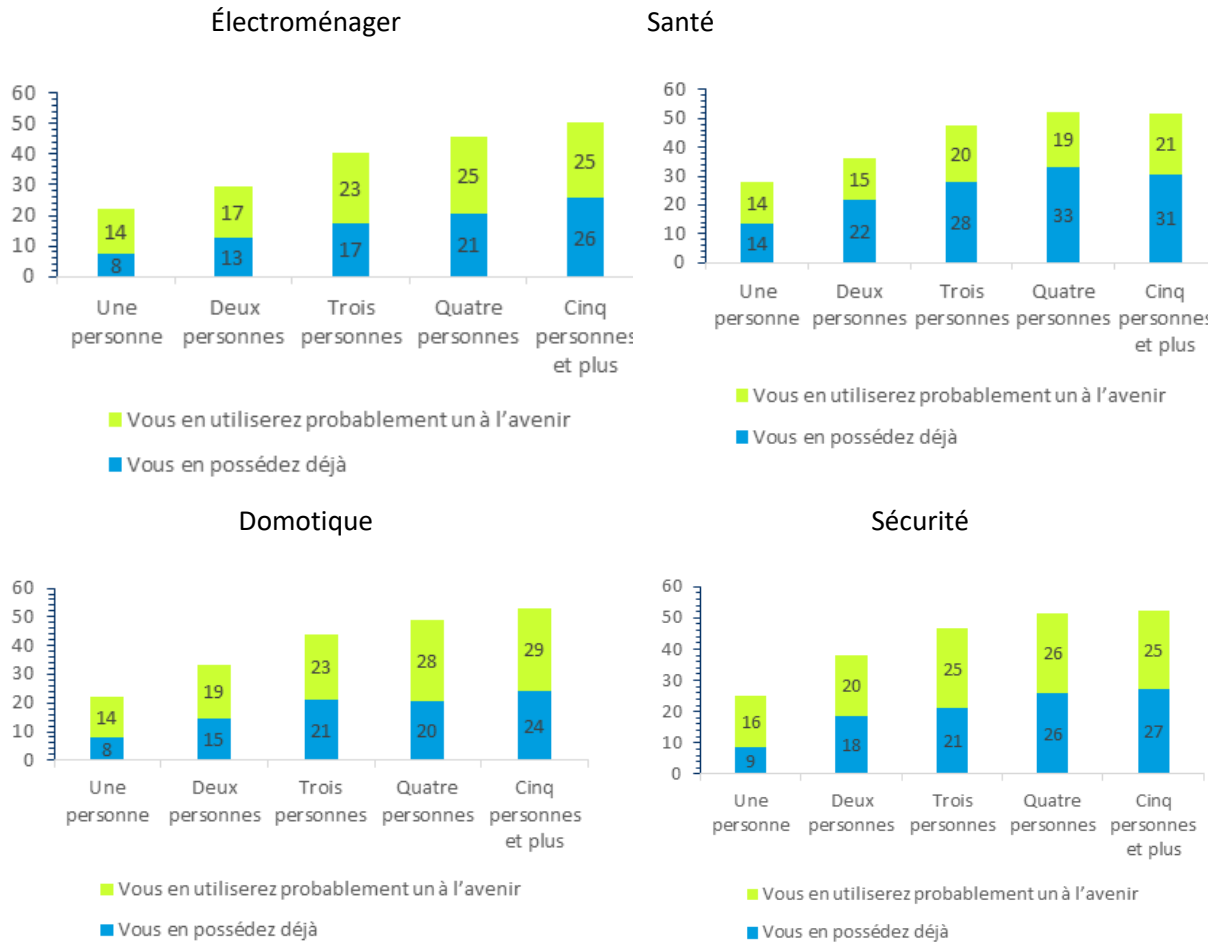 Électroménager
60
50
40
30
20
10
0
14
8
17
13
23
17
25
21
25
26
Une personne
Deux personnes
Trois personnes
Quatre personnes
Cinq personnes et plus
Vous en utiliserez probablement un à l’avenir
Vous en possédez déjà
Santé
60
50
40
30
20
10
0
14
14
15
22
20
28
19
33
21
31
Une personne
Deux personnes
Trois personnes
Quatre personnes
Cinq personnes et plus
Vous en utiliserez probablement un à l’avenir
Vous en possédez déjà
Domotique
60
50
40
30
20
10
0
14
8
19
15
23
21
28
20
29
24
Une personne
Deux personnes
Trois personnes
Quatre personnes
Cinq personnes et plus
Vous en utiliserez probablement un à l’avenir
Vous en possédez déjà
Sécurité
60
50
40
30
20
10
0
16
9
20
18
25
21
26
26
25
27
Une personne
Deux personnes
Trois personnes
Quatre personnes
Cinq personnes et plus
Vous en utiliserez probablement un à l’avenir
Vous en possédez déjà